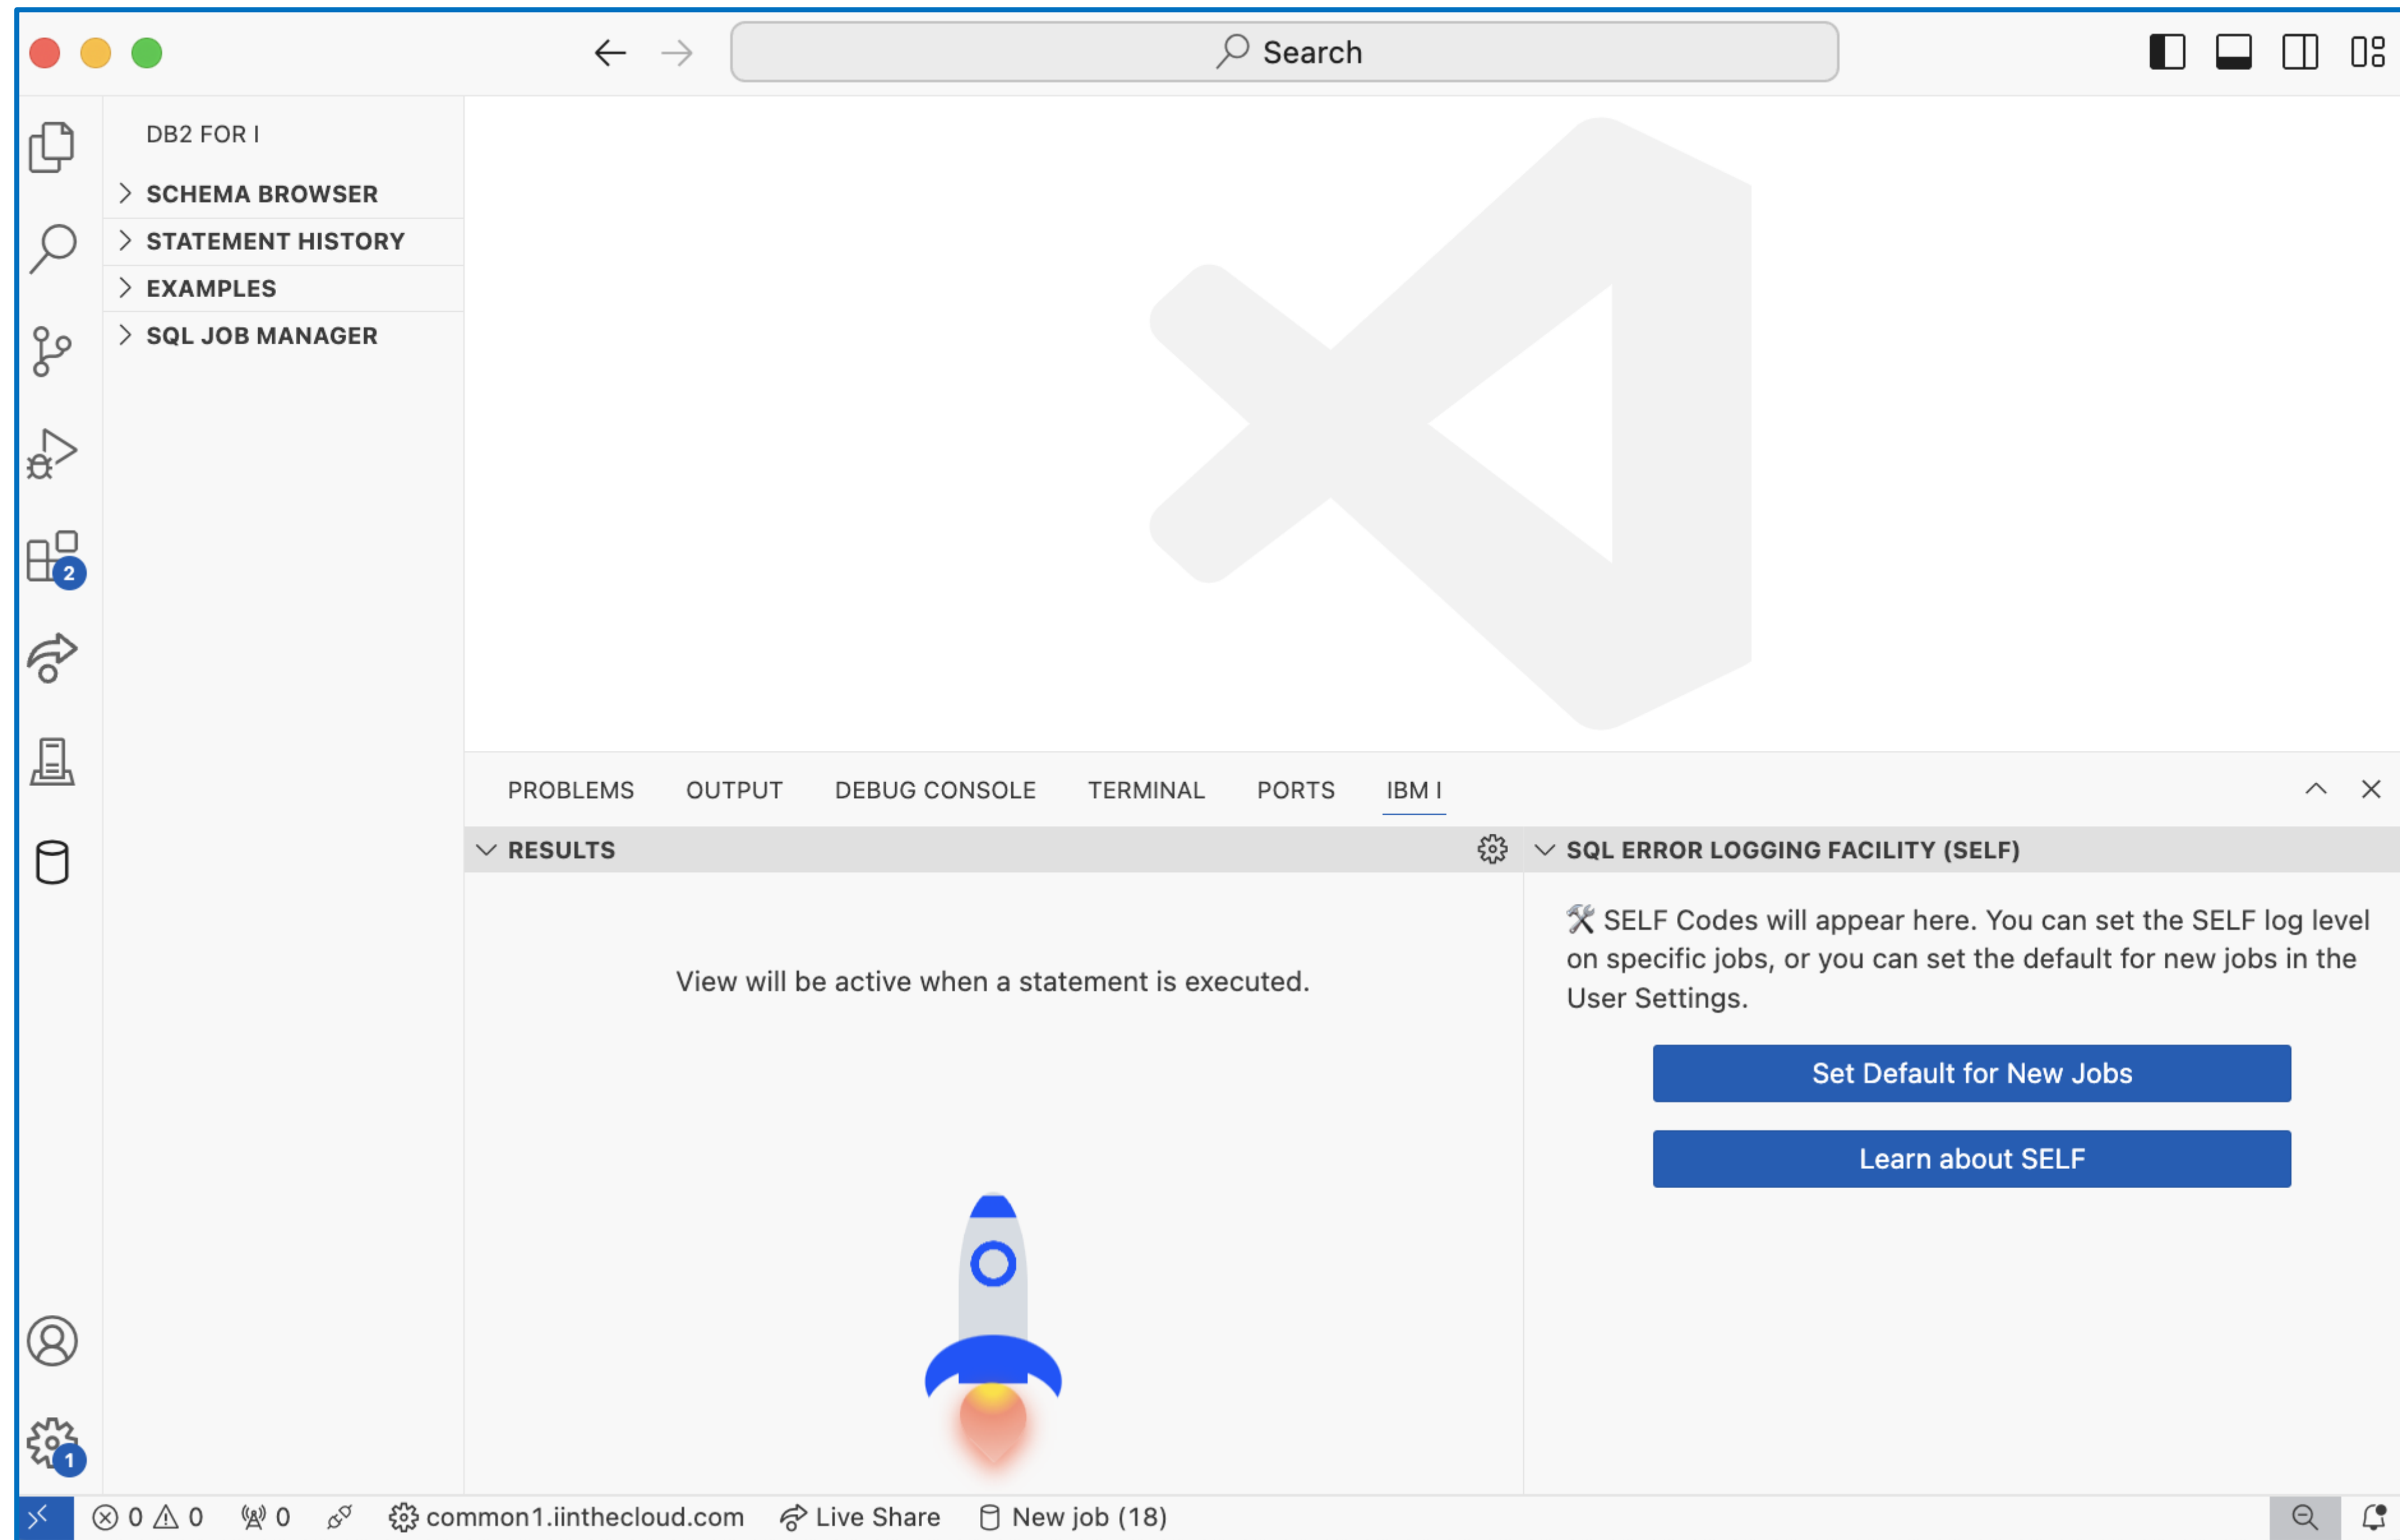 Search
DB2 FOR I
SCHEMA BROWSER
STATEMENT HISTORY
EXAMPLES
SQL JOB MANAGER
2
PROBLEMS OUTPUT DEBUG CONSOLE TERMINAL PORTS IBM I
RESULTS
View will be active when a statement is executed.
SQL ERROR LOGGING FACILITY (SELF)
SELF Codes will appear here. You can set the SELF log level
on specific jobs, or you can set the default for new jobs in the
User Settings.
Set Default for New Jobs
Learn about SELF
1
0 0 0 common1.iinthecloud.com Live Share New job (18)